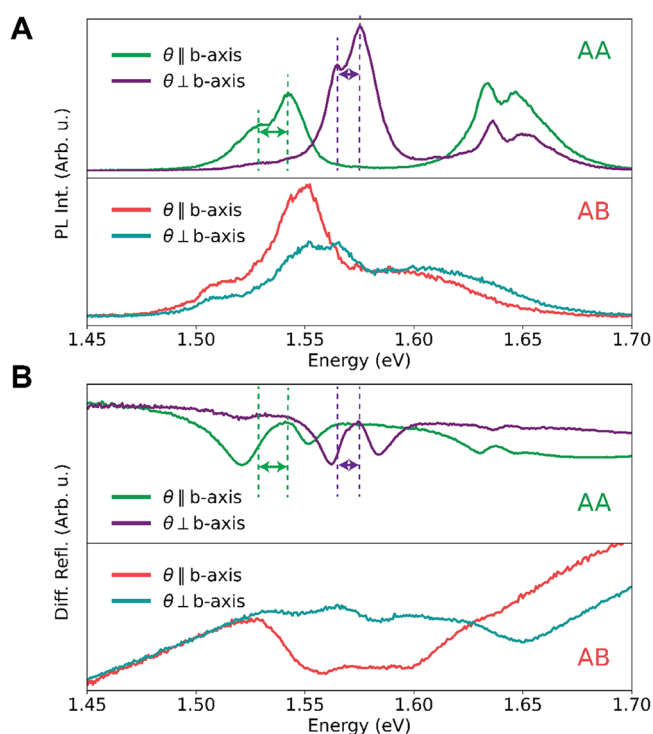 A
θ ∥ b-axis
θ ⊥ b-axis
AA
PL Int. (Arb. u.)
θ ∥ b-axis
θ ⊥ b-axis
AB
1.45 1.50 1.55 1.60 1.65 1.70
Energy (eV)
B
θ ∥ b-axis
θ ⊥ b-axis
AA
Diff. Refl. (Arb. u.)
θ ∥ b-axis
θ ⊥ b-axis
AB
1.45 1.50 1.55 1.60 1.65 1.70
Energy (eV)